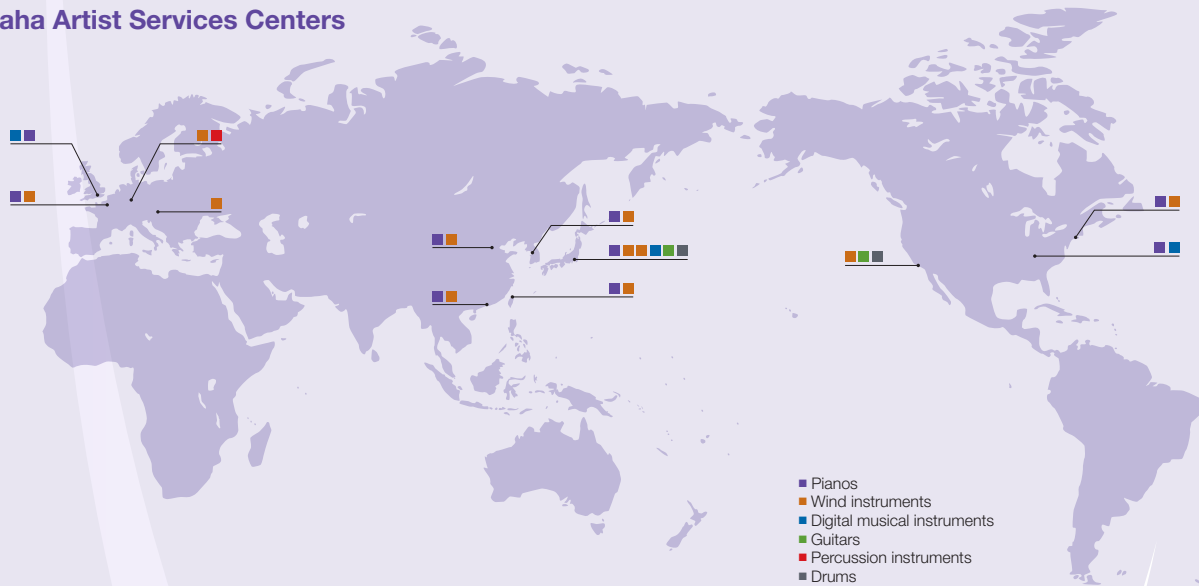 aha Artist Services Centers
Pianos
Wind instruments
Digital musical instruments
Guitars
Percussion instruments
Drums